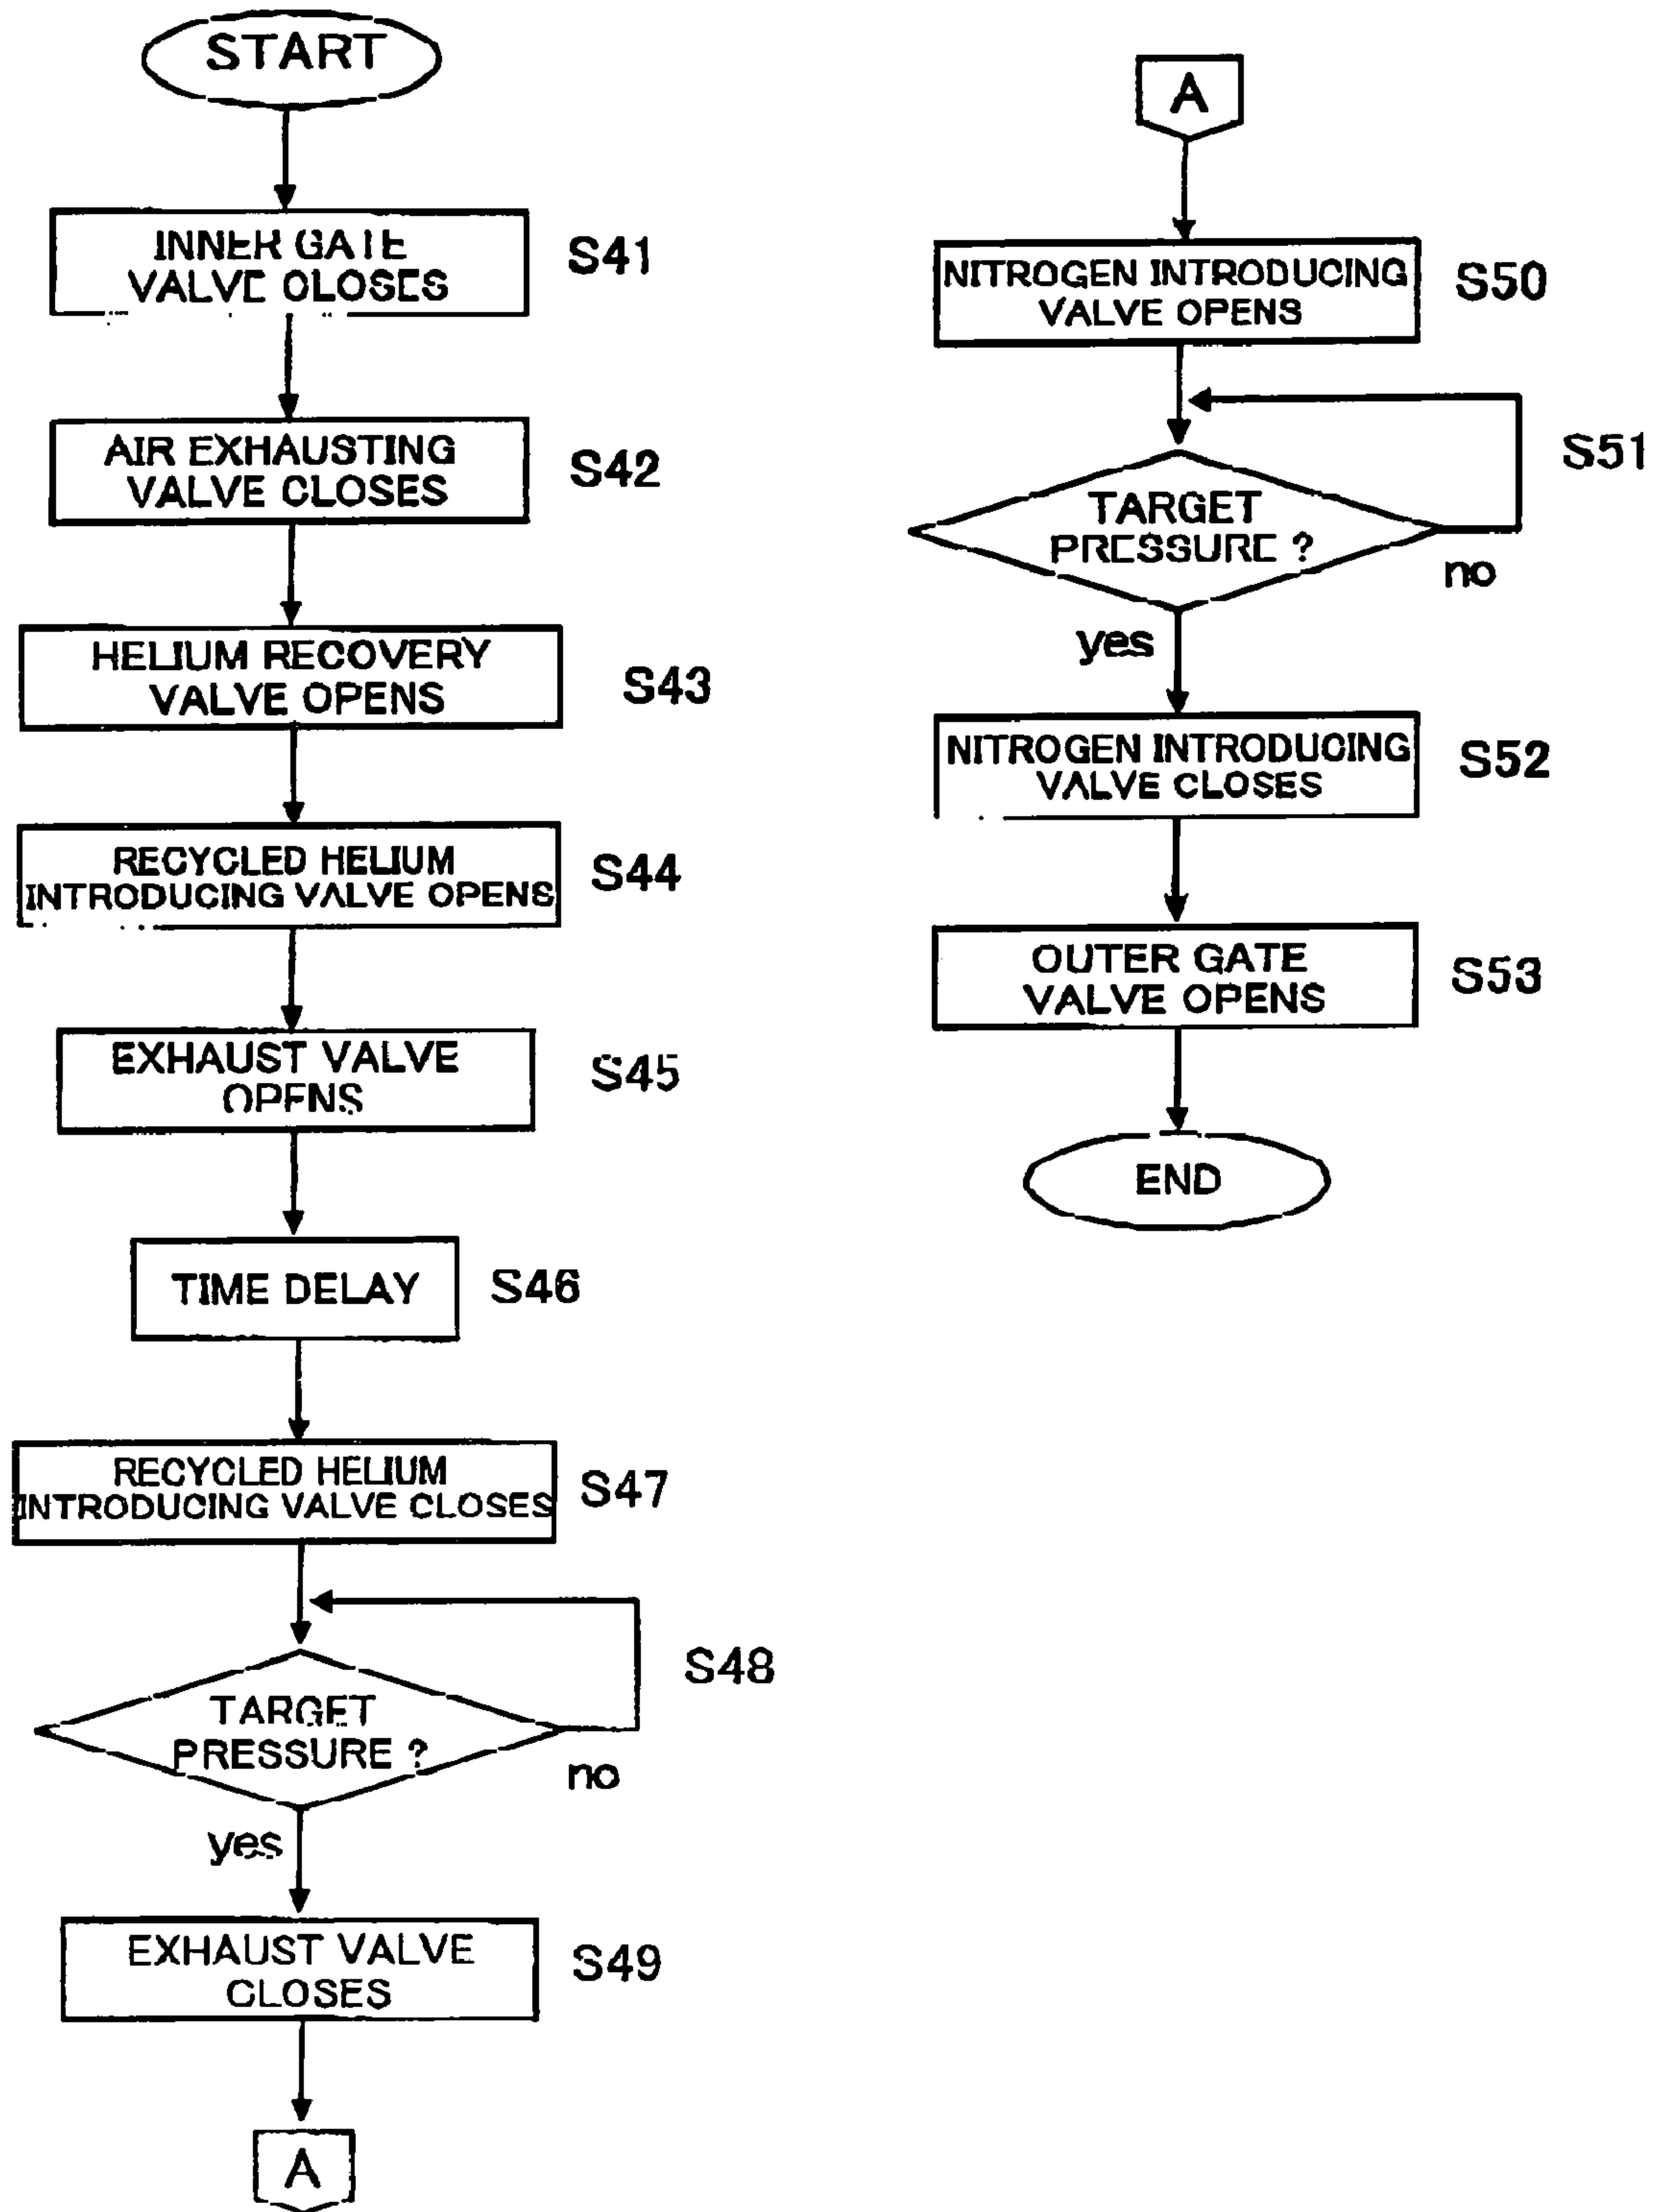 START
INNER GATE
VALVE CLOSES
S41
AIR EXHAUSTING
VALVE CLOSES
S42
HELIUM RECOVERY
VALVE OPENS
S43
RECYCLED HELIUM
INTRODUCING VALVE OPENS
S44
EXHAUST VALVE
OPENS
S45
TIME DELAY
S46
RECYCLED HELIUM
INTRODUCING VALVE CLOSES
S47
TARGET
PRESSURE ?
S48
no
yes
EXHAUST VALVE
CLOSES
S49
A
A
NITROGEN INTRODUCING
VALVE OPENS
S50
TARGET
PRESSURE ?
S51
no
yes
NITROGEN INTRODUCING
VALVE CLOSES
S52
OUTER GATE
VALVE OPENS
S53
END